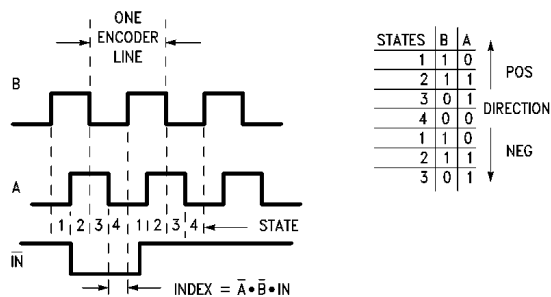 ONE
ENCODER
LINE
B
A
1 2 3 4 1 2 3 4 STATE
I̅N̅
INDEX = A̅•B̅•IN
STATES B A
1 1 0
2 1 1
3 0 1
4 0 0
1 1 0
2 1 1
3 0 1
POS
DIRECTION
NEG